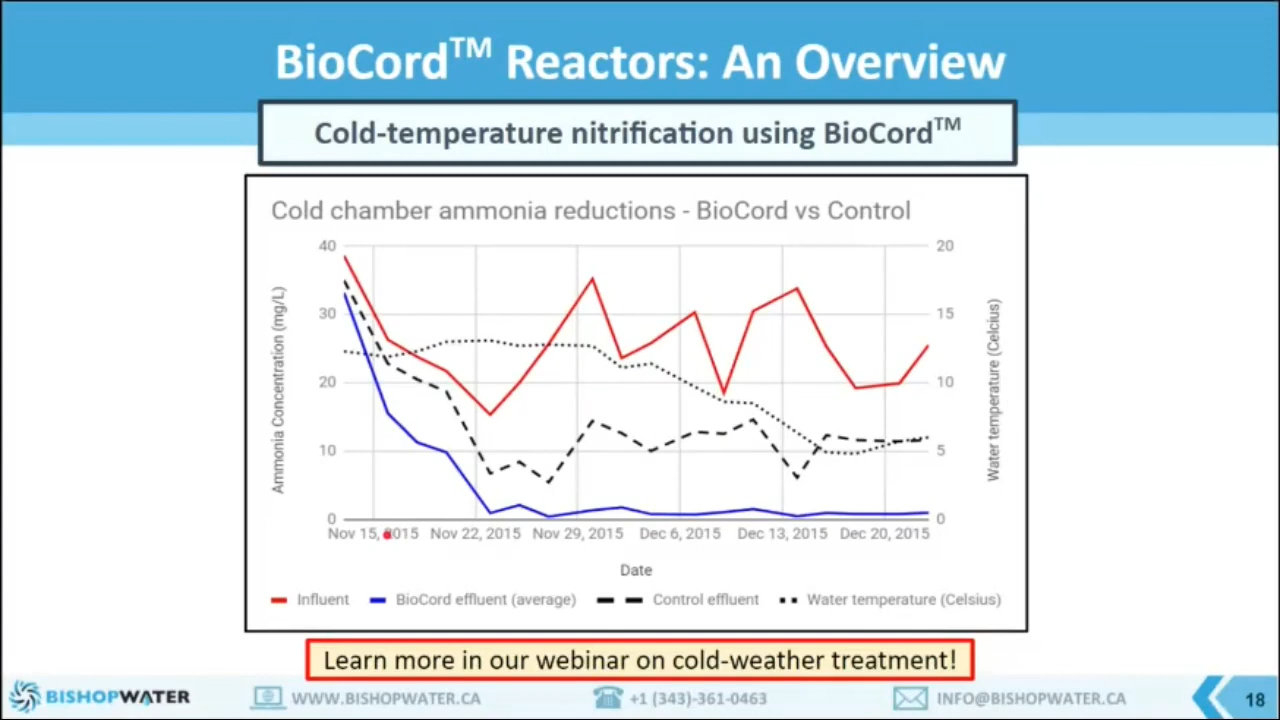 BioCord™ Reactors: An Overview
Cold-temperature nitrification using BioCord™
Cold chamber ammonia reductions - BioCord vs Control
40
30
20
10
0
Ammonia Concentration (mg/L)
20
15
10
5
0
Water temperature (Celcius)
Nov 15, 2015 Nov 22, 2015 Nov 29, 2015 Dec 6, 2015 Dec 13, 2015 Dec 20, 2015
Date
Influent BioCord effluent (average) Control effluent Water temperature (Celsius)
Learn more in our webinar on cold-weather treatment!
BISHOPWATER WWW.BISHOPWATER.CA +1 (343)-361-0463 INFO@BISHOPWATER.CA 18